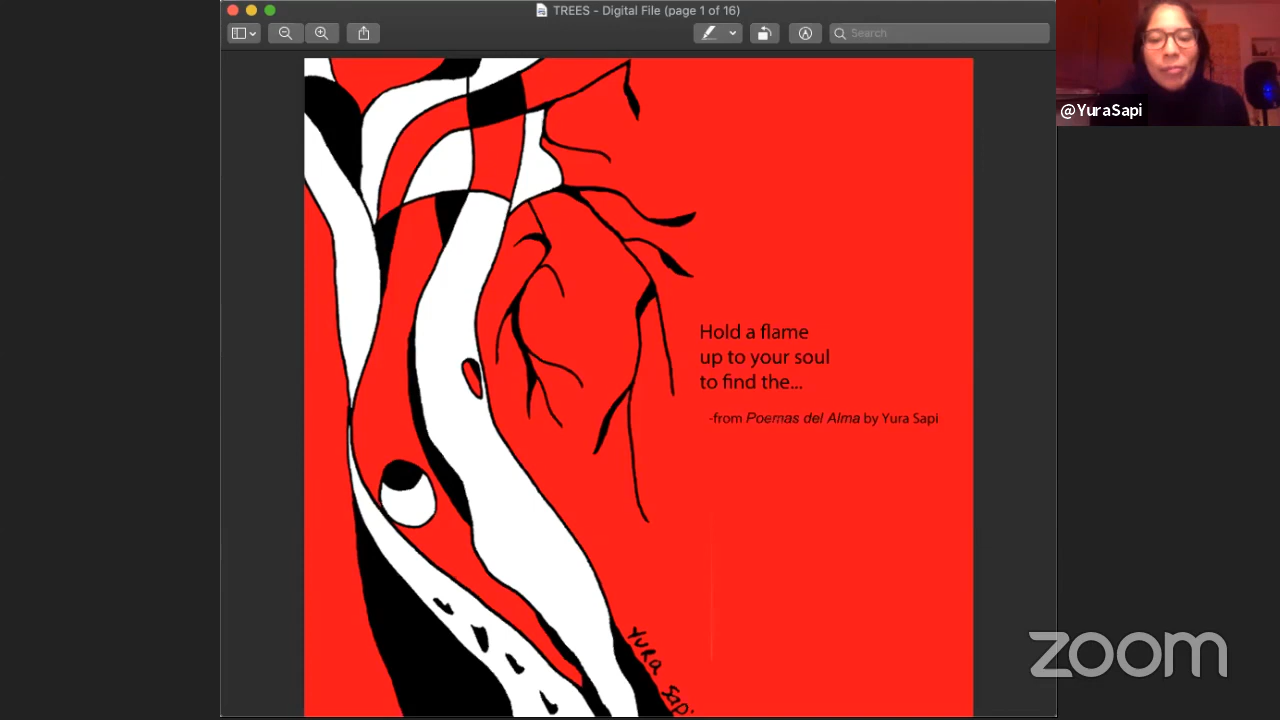 TREES - Digital File (page 1 of 16)
Search
@YuraSapi
Hold a flame
up to your soul
to find the...
-from Poemas del Alma by Yura Sapi
Yura Sapi
zoom